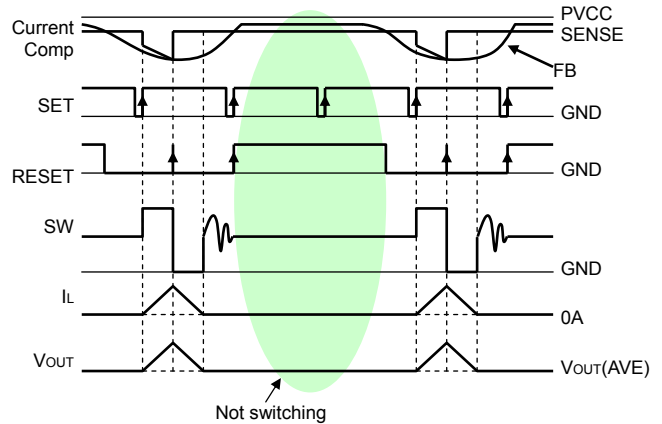 PVCC
Current
Comp
SENSE
FB
SET
GND
RESET
GND
SW
GND
IL
0A
VOUT
VOUT(AVE)
Not switching